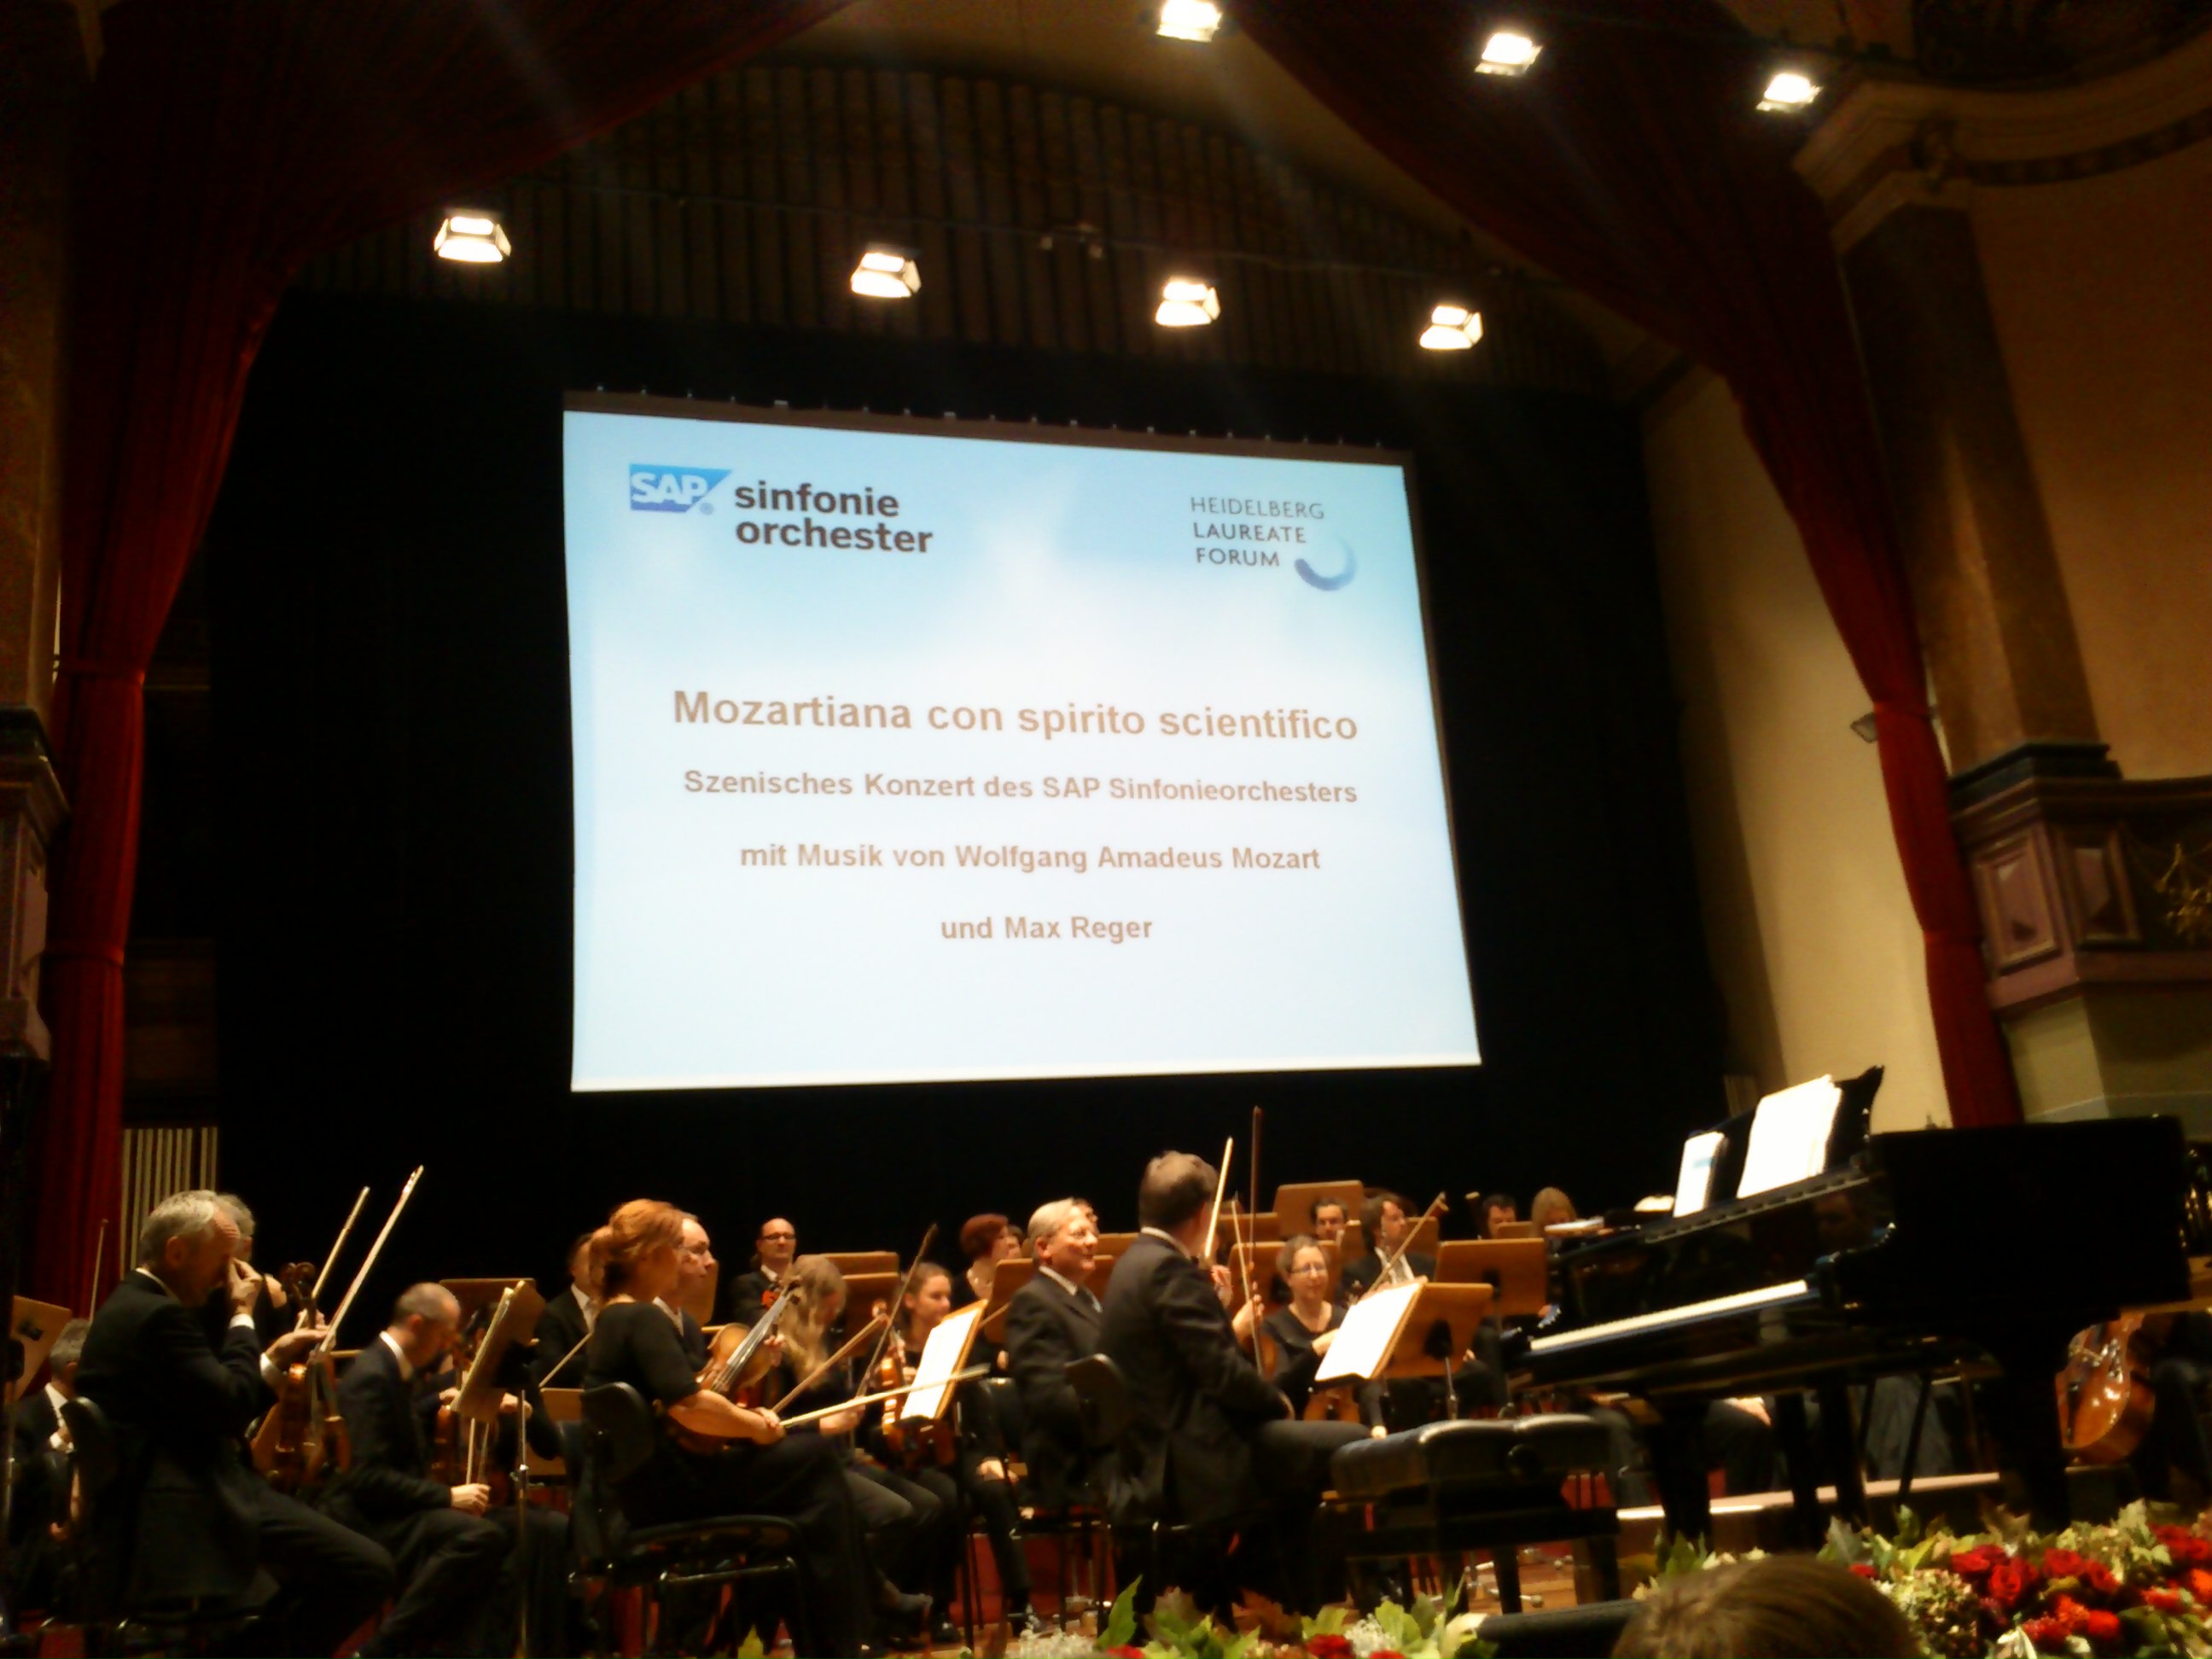 SAP
sinfonie
orchester
HEIDELBERG
LAUREATE
FORUM
Mozartiana con spirito scientifico
Szenisches Konzert des SAP Sinfonieorchesters
mit Musik von Wolfgang Amadeus Mozart
und Max Reger